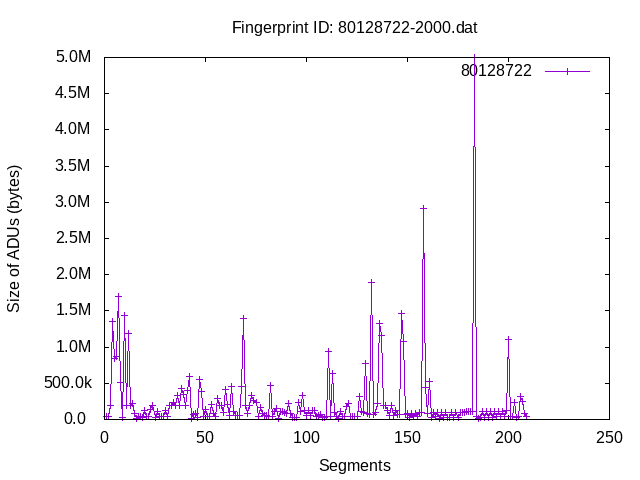 Fingerprint ID: 80128722-2000.dat
80128722
5.0M
4.5M
4.0M
3.5M
3.0M
2.5M
2.0M
1.5M
1.0M
500.0k
0.0
0 50 100 150 200 250
Size of ADUs (bytes)
Segments